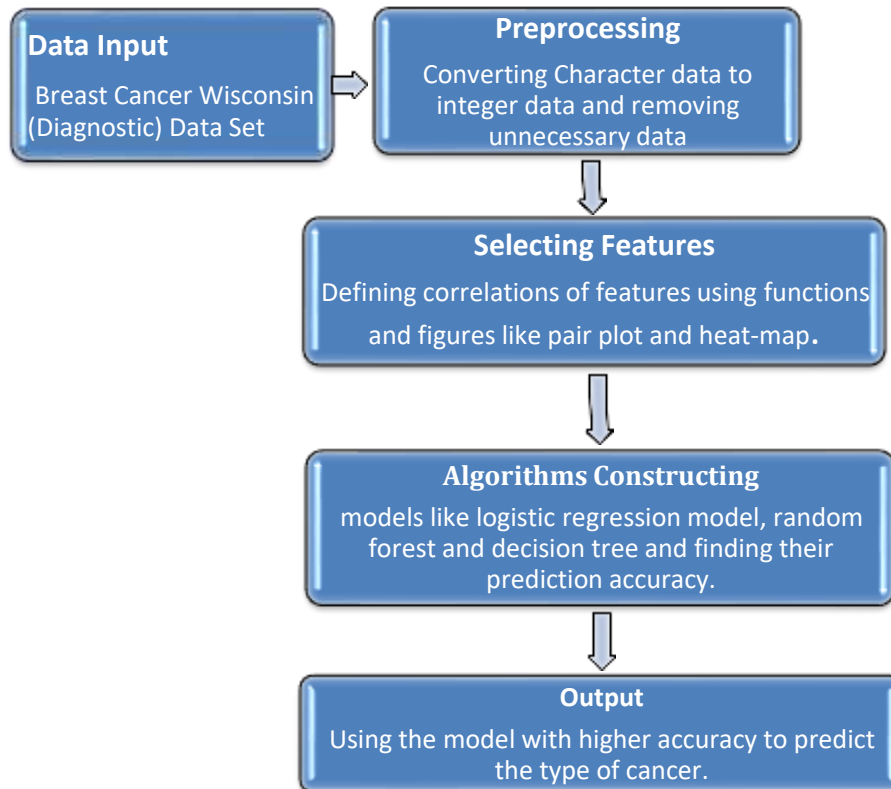 Data Input
Breast Cancer Wisconsin
(Diagnostic) Data Set
Preprocessing
Converting Character data to
integer data and removing
unnecessary data
Selecting Features
Defining correlations of features using functions
and figures like pair plot and heat-map.
Algorithms Constructing
models like logistic regression model, random
forest and decision tree and finding their
prediction accuracy.
Output
Using the model with higher accuracy to predict
the type of cancer.